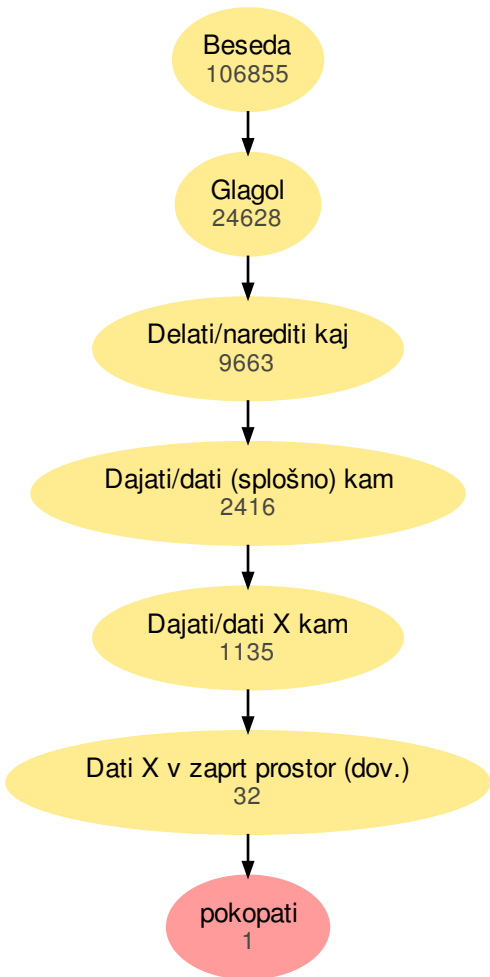 Beseda
106855
Glagol
24628
Delati/narediti kaj
9663
Dajati/dati (splošno) kam
2416
Dajati/dati X kam
1135
Dati X v zaprt prostor (dov.)
32
pokopati
1